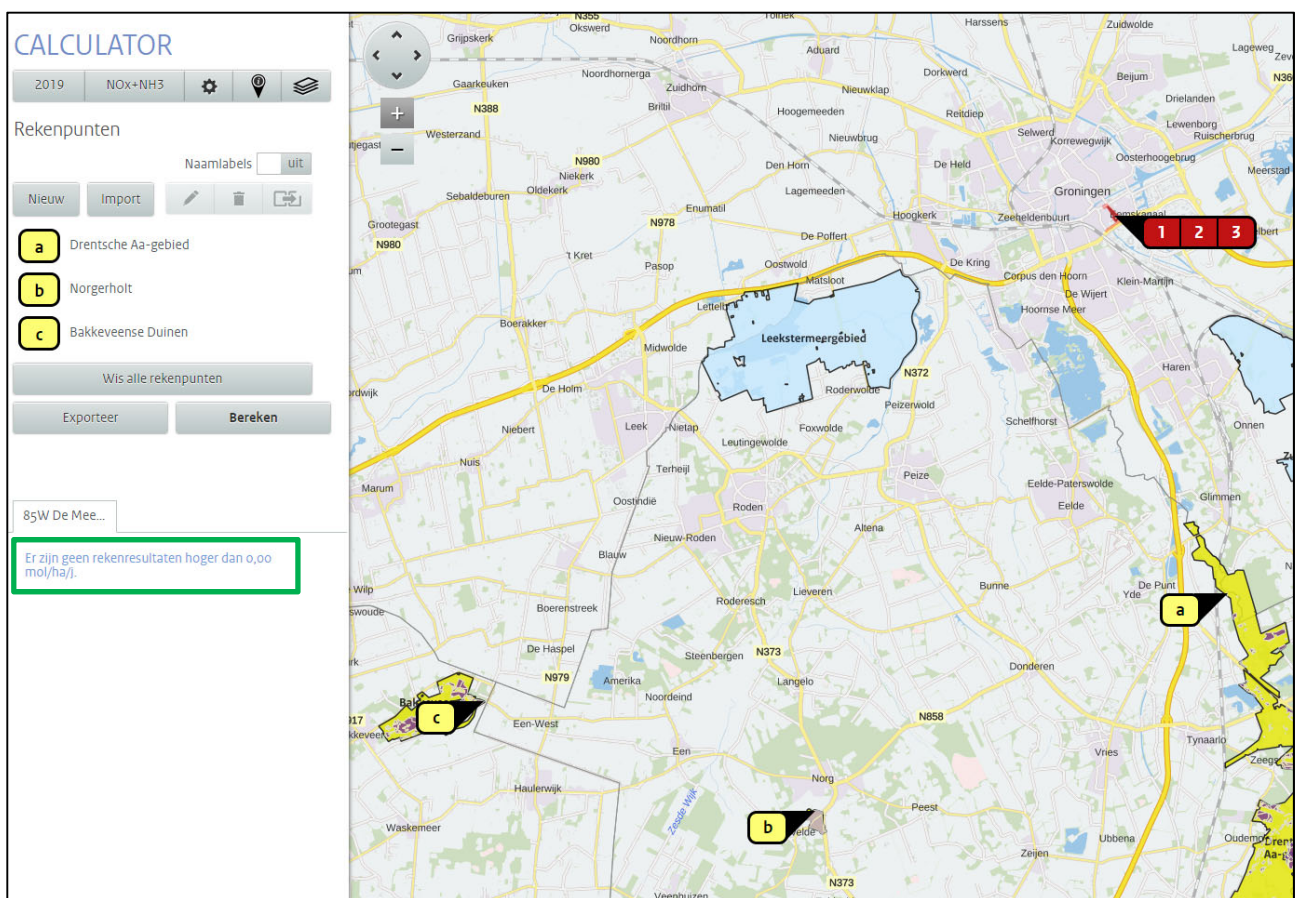 CALCULATOR
2019 NOx+NH3
Rekenpunten
Naamlabels uit
Nieuw Import
a Drentsche Aa-gebied
b Norgerholt
c Bakkeveense Duinen
Wis alle rekenpunten
Exporteer Bereken
85W De Mee...
Er zijn geen rekenresultaten hoger dan 0,00
mol/ha/j.
N355
Okswerd
Grijpskerk
Noordhorn
Aduard
Harssens
Zuidwolde
Lageweg
Gaarkeuken
Noordhornerga
Zuidhorn
Nieuwklap
Dorkwerd
Beijum
Drielanden
N388
Briltil
Hoogemeeden
Reitdiep
Lewenborg
Ruischerbrug
Westerzand
Nieuwbrug
Selwerd
Korrewegwijk
Oosterhoogebrug
N980
Niekerk
Den Horn
De Held
Meerstad
Sebaldeburen
Oldekerk
Lagemeeden
Groningen
Enumatil
Hoogkerk
Zeeheldenbuurt
Eemskanaal
Grootegast
N978
De Poffert
1 2 3
N980
't Kret
Pasop
Oostwold
De Kring
Corpus den Hoorn
Klein-Martijn
Matsloot
De Wijert
Hoornse Meer
Boerakker
Leekstermeergebied
Midwolde
Haren
N372
De Holm
Roderwolde
Peizerwold
Niebert
Leek
Nietap
Foxwolde
Schelfhorst
Onnen
Leutingewolde
Nuis
Terheijl
Peize
Eelde-Paterswolde
Marum
Oostindië
Roden
Eelde
Glimmen
Altena
Nieuw-Roden
Blauw
Bunne
De Punt
Yde
Lieveren
Boerenstreek
Roderesch
a
De Haspel
Steenbergen
N373
Donderen
N979
Amerika
Langelo
Noordeind
c
Een-West
N858
Tynaarlo
Een
Vries
Norg
Haulerwijk
Zesde Wijk
Peest
Waskemeer
b
Ubbena
Zeijen
N373
Veenhuizen